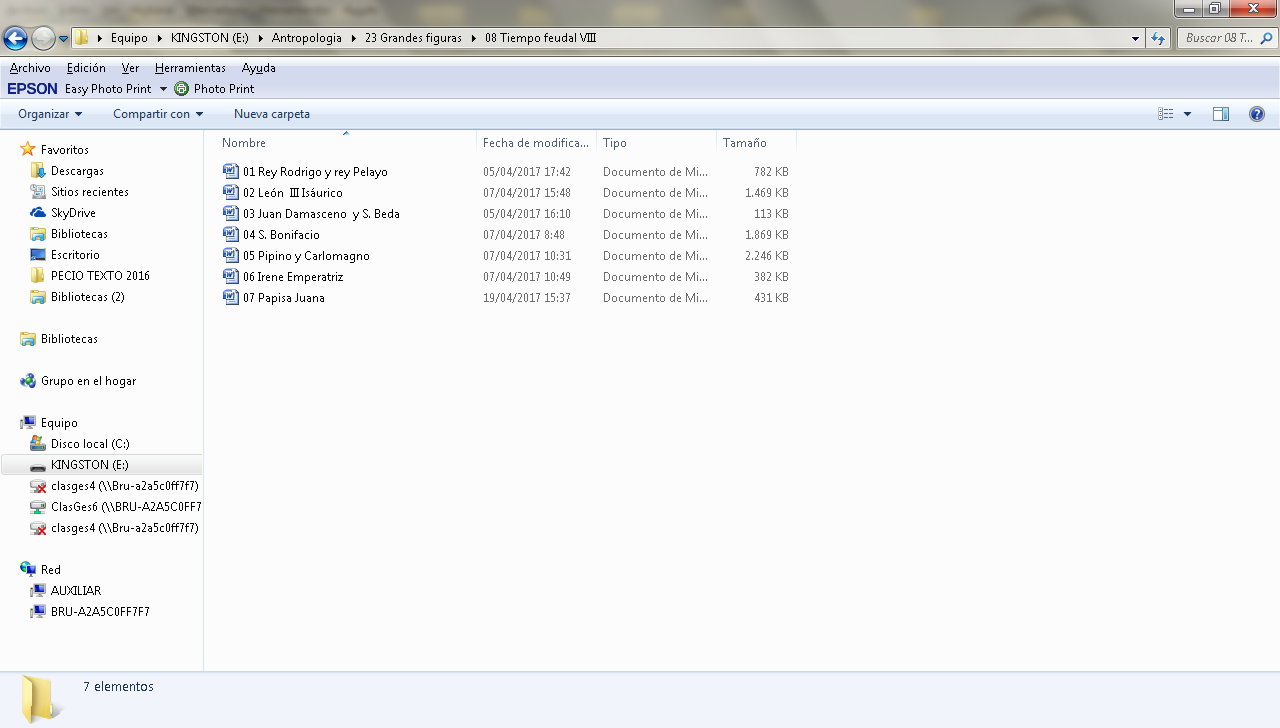 Equipo ▸ KINGSTON (E:) ▸ Antropologia ▸ 23 Grandes figuras ▸ 08 Tiempo feudal VIII
Buscar 08 T...
Archivo Edición Ver Herramientas Ayuda
EPSON Easy Photo Print Photo Print
Organizar Compartir con Nueva carpeta
Nombre Fecha de modifica... Tipo Tamaño
01 Rey Rodrigo y rey Pelayo 05/04/2017 17:42 Documento de Mi... 782 KB
02 León III Isáurico 07/04/2017 15:48 Documento de Mi... 1.469 KB
03 Juan Damasceno y S. Beda 05/04/2017 16:10 Documento de Mi... 113 KB
04 S. Bonifacio 07/04/2017 8:48 Documento de Mi... 1.869 KB
05 Pipino y Carlomagno 07/04/2017 10:31 Documento de Mi... 2.246 KB
06 Irene Emperatriz 07/04/2017 10:49 Documento de Mi... 382 KB
07 Papisa Juana 19/04/2017 15:37 Documento de Mi... 431 KB
Favoritos
Descargas
Sitios recientes
SkyDrive
Bibliotecas
Escritorio
PECIO TEXTO 2016
Bibliotecas (2)
Bibliotecas
Grupo en el hogar
Equipo
Disco local (C:)
KINGSTON (E:)
clasges4 (\\Bru-a2a5c0ff7f7)
ClasGes6 (\\BRU-A2A5C0FF7
clasges4 (\\Bru-a2a5c0ff7f7)
Red
AUXILIAR
BRU-A2A5C0FF7F7
7 elementos